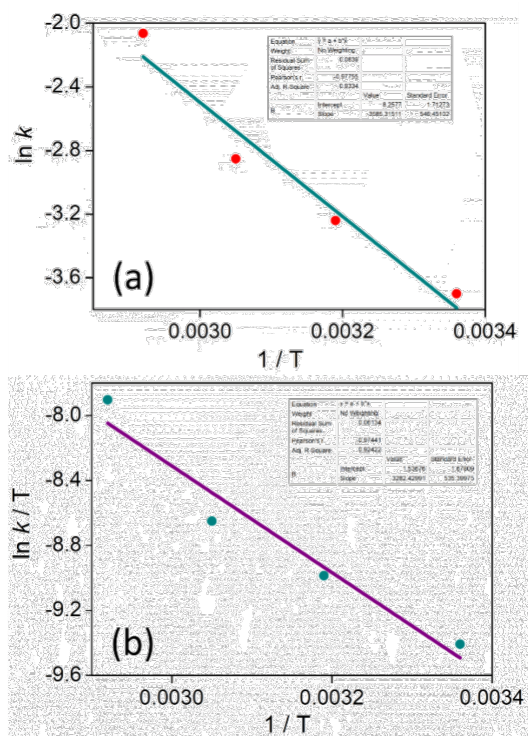 -2.0
-2.4
-2.8
-3.2
-3.6
ln k
(a)
Equation
Weight No Weighting
Residual Sum of Squares
Pearson's r
Adj. R-Square
Value Standard Error
B
Intercept
Slope
0.0030 0.0032 0.0034
1 / T
-8.0
-8.4
-8.8
-9.2
-9.6
ln k / T
(b)
Equation
Weight No Weighting
Residual Sum of Squares
Pearson's r
Adj. R-Square
Value Standard Error
B
Intercept
Slope
0.0030 0.0032 0.0034
1 / T